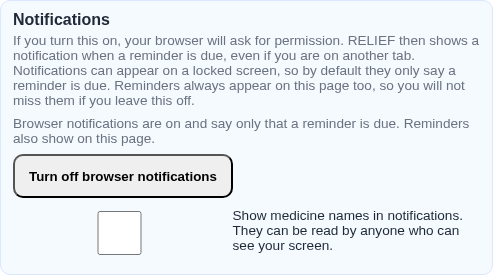 Notifications
If you turn this on, your browser will ask for permission. RELIEF then shows a
notification when a reminder is due, even if you are on another tab.
Notifications can appear on a locked screen, so by default they only say a
reminder is due. Reminders always appear on this page too, so you will not
miss them if you leave this off.
Browser notifications are on and say only that a reminder is due. Reminders
also show on this page.
Turn off browser notifications
Show medicine names in notifications.
They can be read by anyone who can
see your screen.